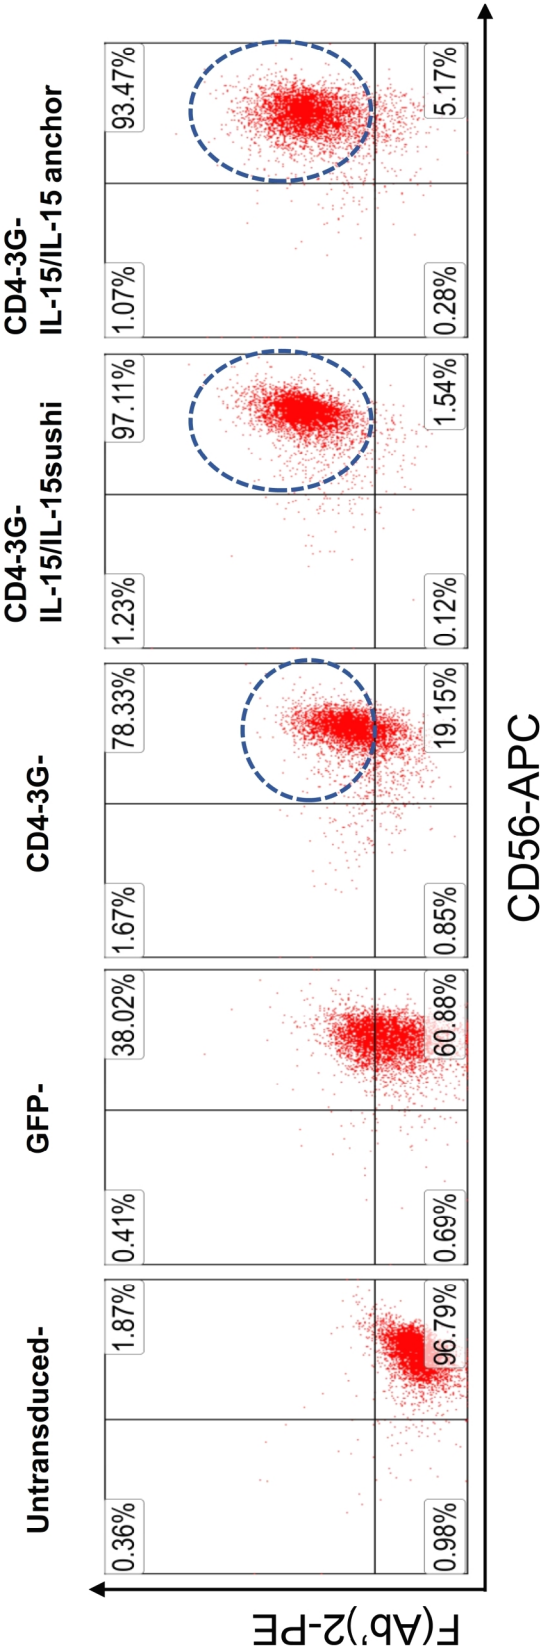 Untransduced-
GFP-
CD4-3G-
CD4-3G-
IL-15/IL-15sushi
CD4-3G-
IL-15/IL-15 anchor
0.36%
1.87%
0.98%
96.79%
0.41%
38.02%
0.69%
60.88%
1.67%
78.33%
0.85%
19.15%
1.23%
97.11%
0.12%
1.54%
1.07%
93.47%
0.28%
5.17%
F(Ab’)2-PE
CD56-APC